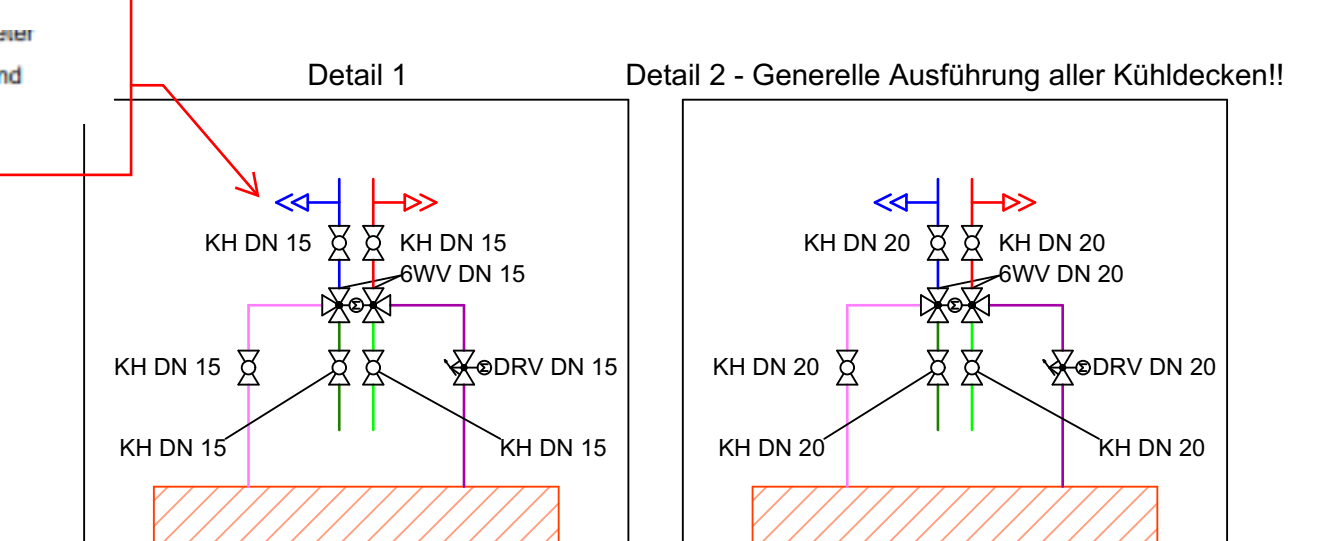 nd
Detail 1
Detail 2 - Generelle Ausführung aller Kühldecken!!
KH DN 15
KH DN 15
6WV DN 15
KH DN 15
DRV DN 15
KH DN 15
KH DN 15
KH DN 20
KH DN 20
6WV DN 20
KH DN 20
DRV DN 20
KH DN 20
KH DN 20